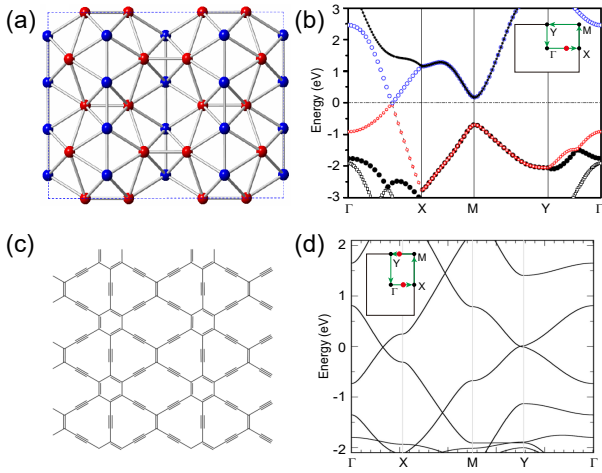 (a)
(b)
3
2
1
0
-1
-2
-3
Energy (eV)
Y
M
Γ
X
Γ
X
M
Y
Γ
(c)
(d)
2
1
0
-1
-2
Energy (eV)
Y
M
Γ
X
Γ
X
M
Y
Γ